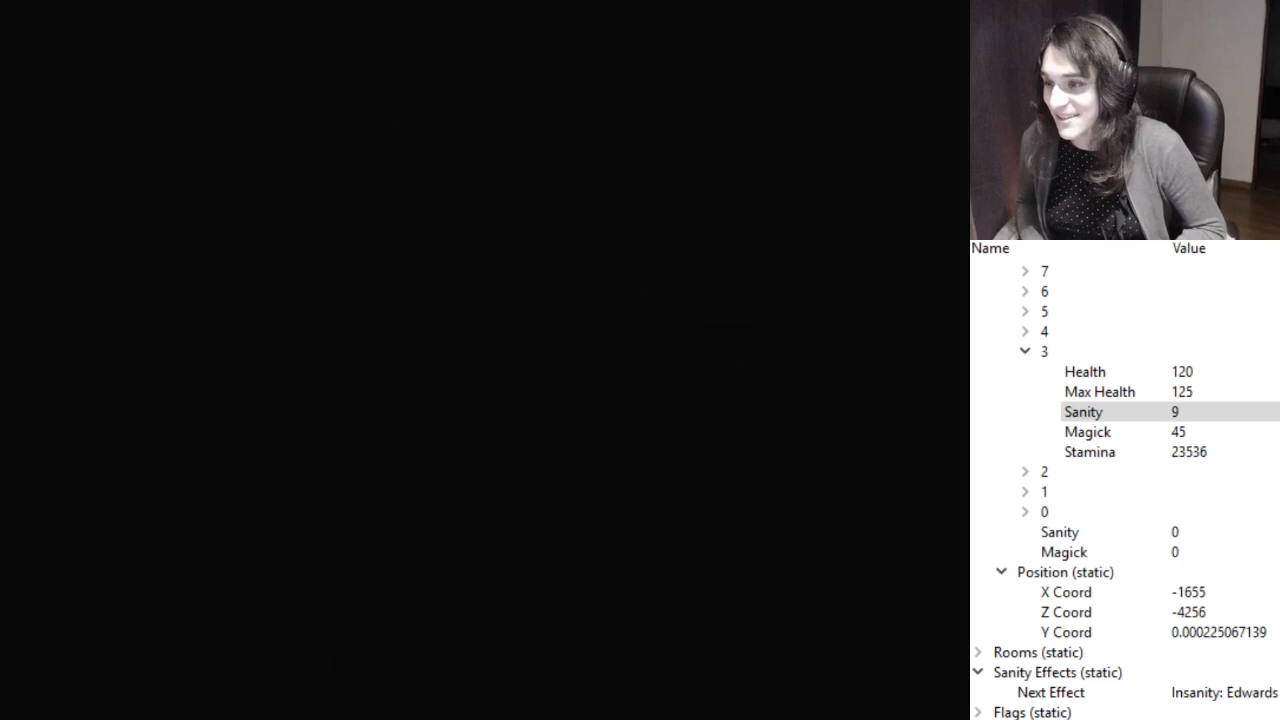 Name Value
7
6
5
4
3
Health 120
Max Health 125
Sanity 9
Magick 45
Stamina 23536
2
1
0
Sanity 0
Magick 0
Position (static)
X Coord -1655
Z Coord -4256
Y Coord 0.000225067139
Rooms (static)
Sanity Effects (static)
Next Effect Insanity: Edwards
Flags (static)